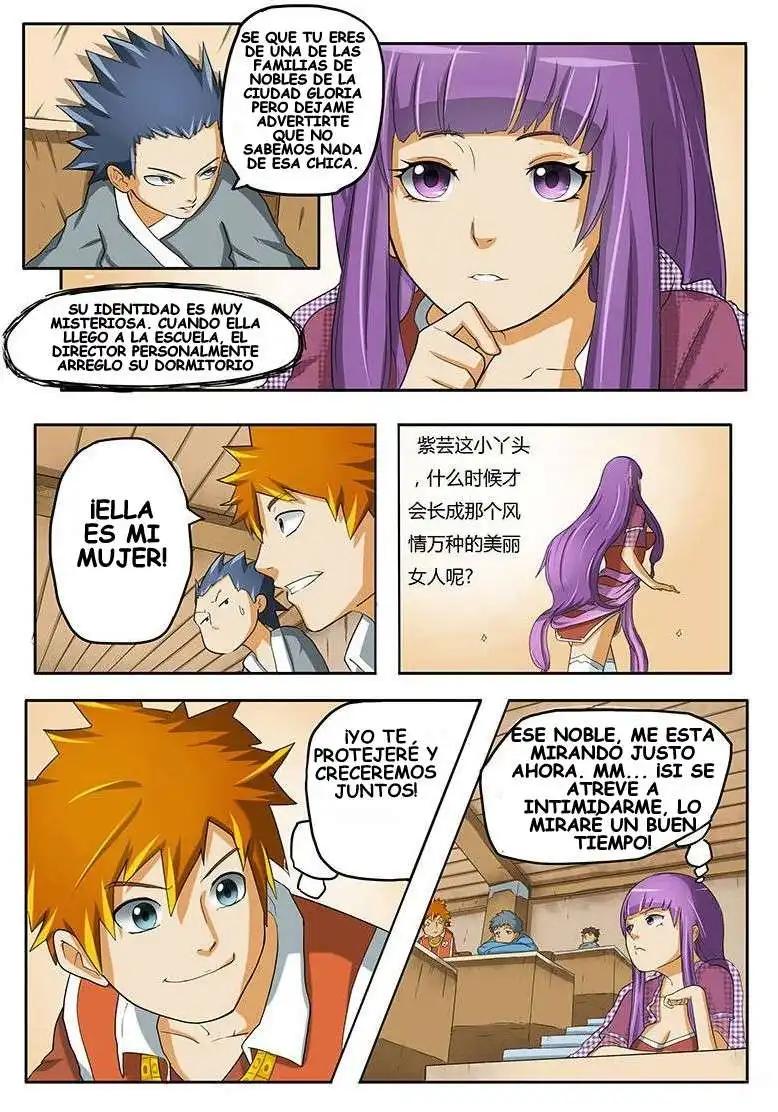 SE QUE TU ERES
DE UNA DE LAS
FAMILIAS DE
NOBLES DE LA
CIUDAD GLORIA
PERO DEJAME
ADVERTIRTE
QUE NO
SABEMOS NADA
DE ESA CHICA.
SU IDENTIDAD ES MUY
MISTERIOSA. CUANDO ELLA
LLEGO A LA ESCUELA, EL
DIRECTOR PERSONALMENTE
ARREGLO SU DORMITORIO
¡ELLA
ES MI
MUJER!
紫芸这小丫头
,什么时候才
会长成那个风
情万种的美丽
女人呢?
¡YO TE
PROTEJERÉ Y
CRECEREMOS
JUNTOS!
ESE NOBLE, ME ESTA
MIRANDO JUSTO
AHORA. MM... ¡SI SE
ATREVE A
INTIMIDARME, LO
MIRARÉ UN BUEN
TIEMPO!